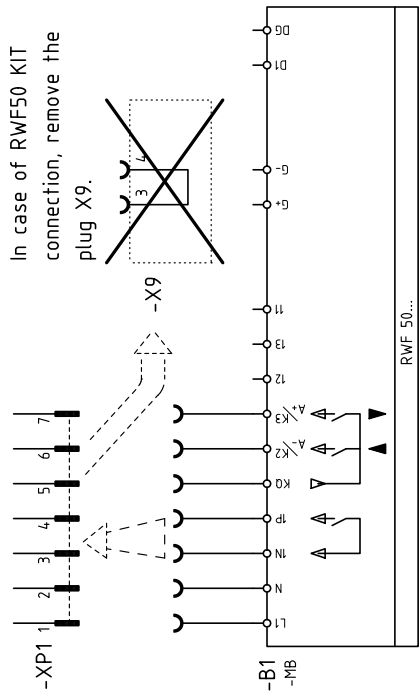 In case of RWF50 KIT
connection, remove the
plug X9.
3
4
-X9
-XP1
1
2
3
4
5
6
7
L1
N
1N
1P
KQ
K2/A-
K3/A+
12
13
11
G+
G-
D1
DG
-B1
-MB
RWF 50...